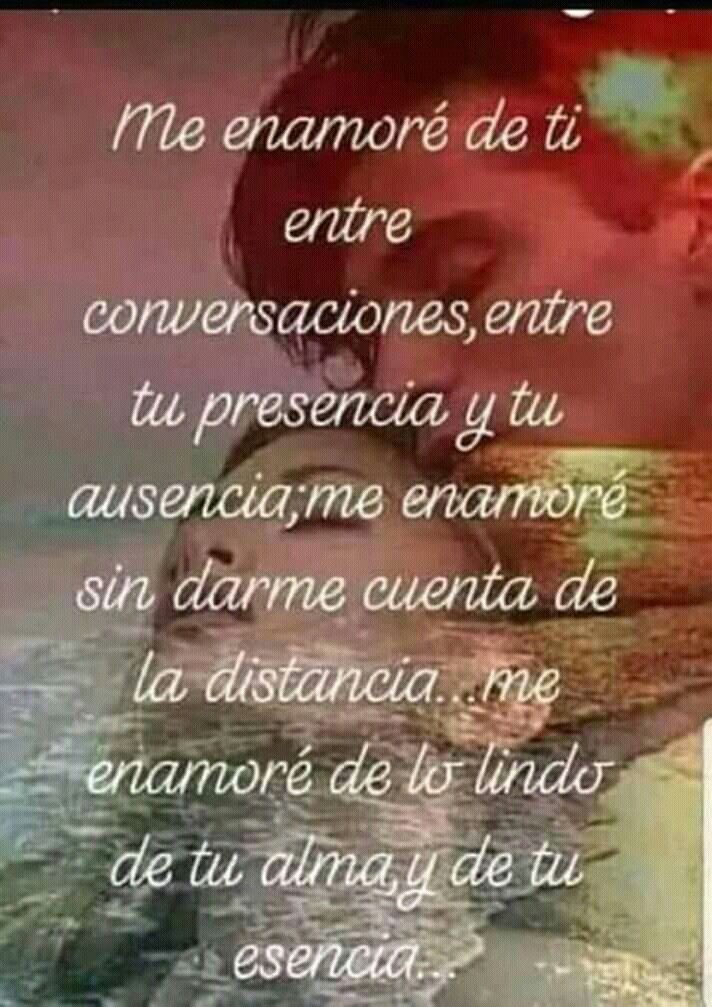 Me enamoré de ti
entre
conversaciones,entre
tu presencia y tu
ausencia;me enamoré
sin darme cuenta de
la distancia...me
enamoré de lo lindo
de tu alma,y de tu
esencia...